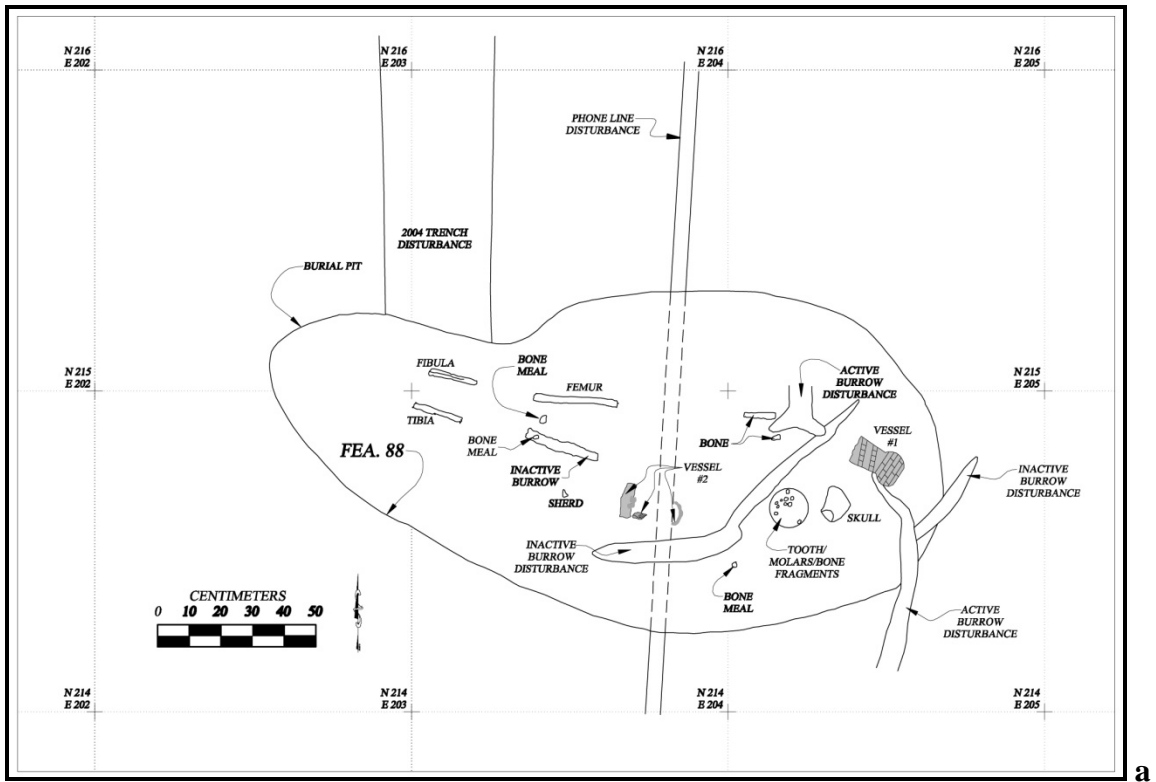 N 216
E 202
N 216
E 203
N 216
E 204
N 216
E 205
PHONE LINE
DISTURBANCE
2004 TRENCH
DISTURBANCE
BURIAL PIT
FIBULA
BONE
MEAL
FEMUR
ACTIVE
BURROW
DISTURBANCE
N 215
E 202
N 215
E 205
TIBIA
BONE
MEAL
BONE
VESSEL
#1
FEA. 88
INACTIVE
BURROW
VESSEL
#2
INACTIVE
BURROW
DISTURBANCE
SHERD
SKULL
INACTIVE
BURROW
DISTURBANCE
TOOTH/
MOLARS/BONE
FRAGMENTS
BONE
MEAL
ACTIVE
BURROW
DISTURBANCE
CENTIMETERS
0 10 20 30 40 50
N 214
E 202
N 214
E 203
N 214
E 204
N 214
E 205
a